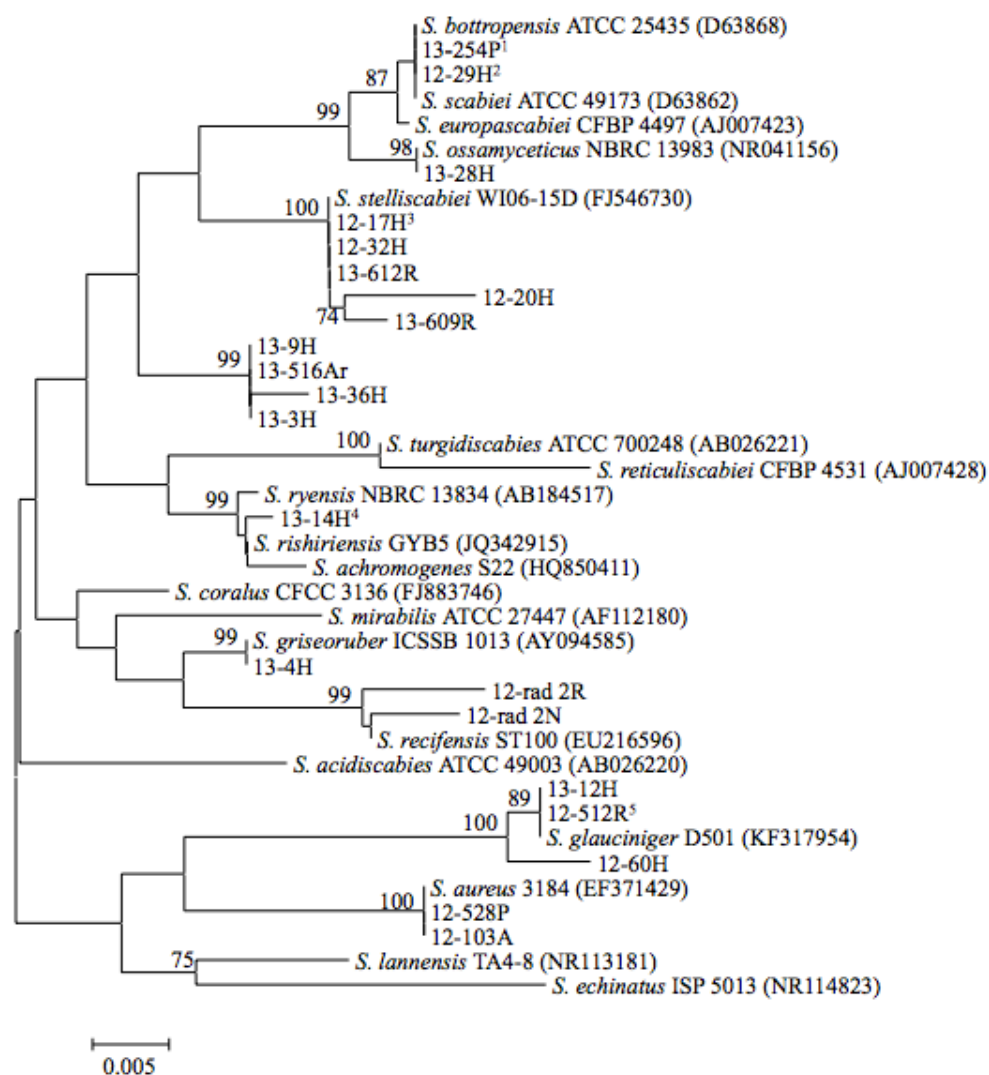 S. bottropensis ATCC 25435 (D63868)
13-254P¹
12-29H²
87
S. scabiei ATCC 49173 (D63862)
99
S. europascabiei CFBP 4497 (AJ007423)
98
S. ossamyceticus NBRC 13983 (NR041156)
13-28H
S. stelliscabiei WI06-15D (FJ546730)
100
12-17H³
12-32H
13-612R
12-20H
74
13-609R
13-9H
99
13-516Ar
13-36H
13-3H
100
S. turgidiscabies ATCC 700248 (AB026221)
S. reticuliscabiei CFBP 4531 (AJ007428)
99
S. ryensis NBRC 13834 (AB184517)
13-14H⁴
S. rishiriensis GYB5 (JQ342915)
S. achromogenes S22 (HQ850411)
S. coralus CFCC 3136 (FJ883746)
S. mirabilis ATCC 27447 (AF112180)
99
S. griseoruber ICSSB 1013 (AY094585)
13-4H
99
12-rad 2R
12-rad 2N
S. recifensis ST100 (EU216596)
S. acidiscabies ATCC 49003 (AB026220)
13-12H
89
12-512R⁵
100
S. glauciniger D501 (KF317954)
12-60H
S. aureus 3184 (EF371429)
100
12-528P
12-103A
75
S. lannensis TA4-8 (NR113181)
S. echinatus ISP 5013 (NR114823)
0.005